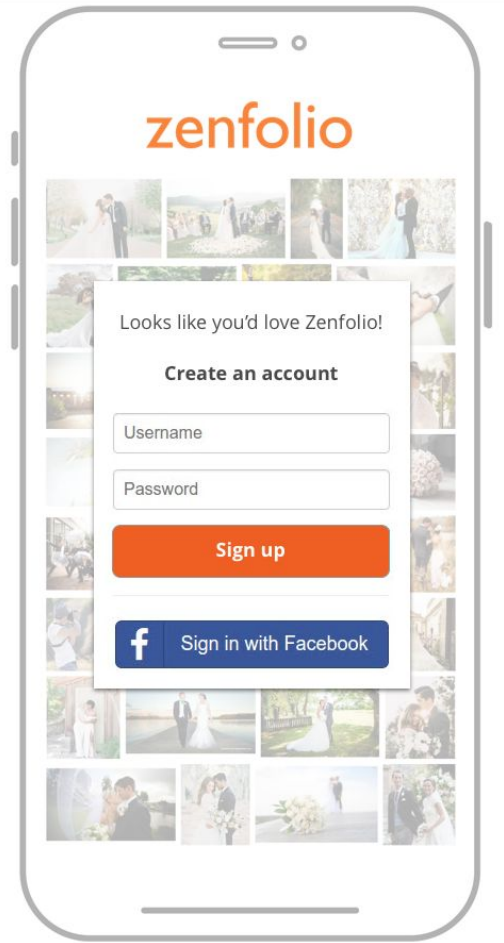 zenfolio
Looks like you'd love Zenfolio!
Create an account
Username
Password
Sign up
f
Sign in with Facebook